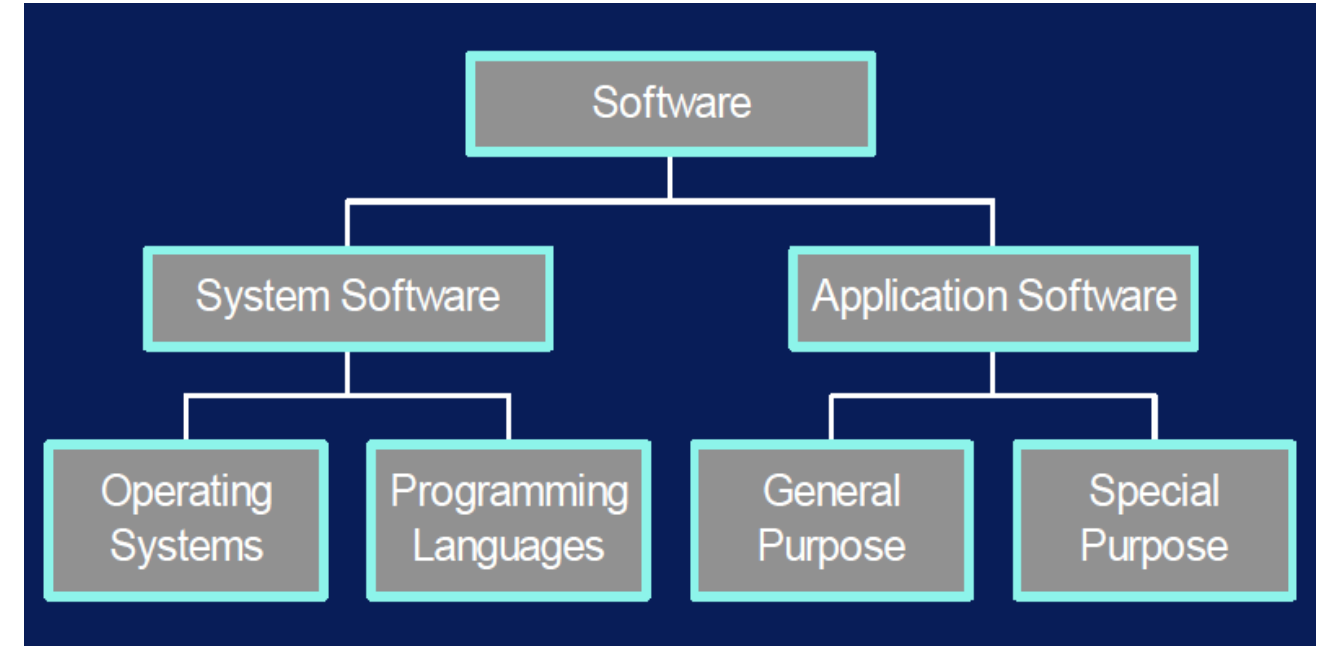 Software
System Software
Application Software
Operating
Systems
Programming
Languages
General
Purpose
Special
Purpose